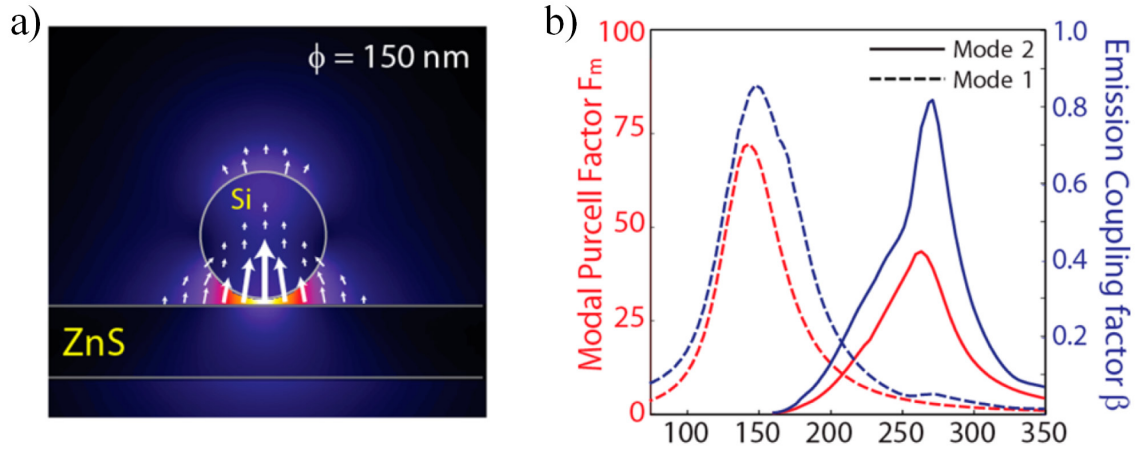 a)
ϕ = 150 nm
Si
ZnS
b)
Modal Purcell Factor Fm
100
75
50
25
0
Mode 2
Mode 1
1.0
0.8
0.6
0.4
0.2
Emission Coupling factor β
100 150 200 250 300 350